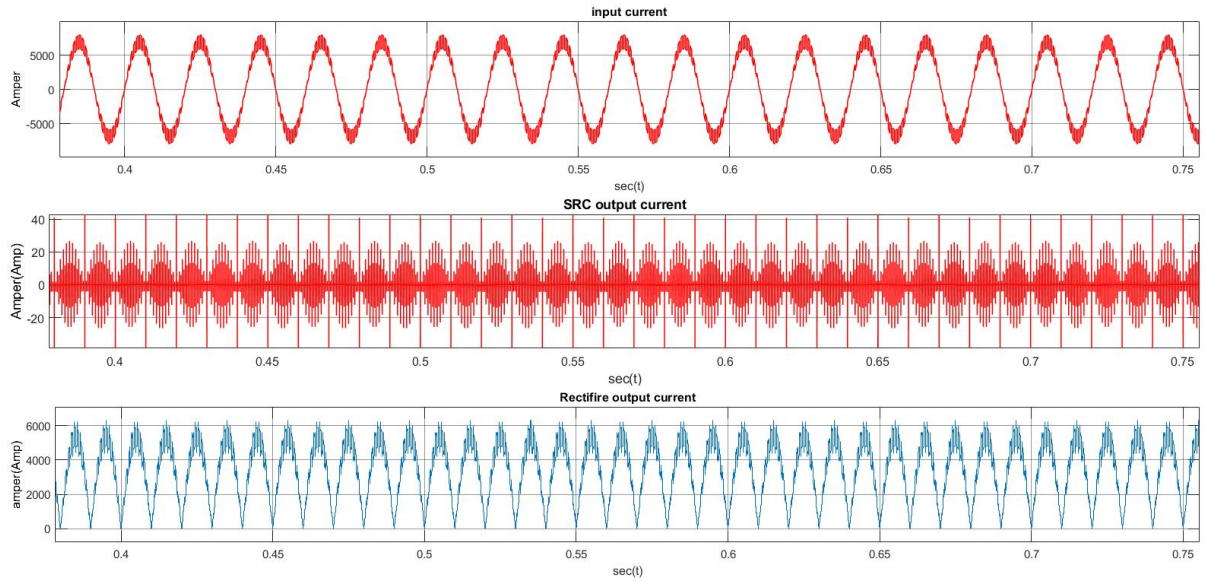 input current
5000
0
-5000
Amper
0.4 0.45 0.5 0.55 0.6 0.65 0.7 0.75
sec(t)
SRC output current
40
20
0
-20
Amper(Amp)
0.4 0.45 0.5 0.55 0.6 0.65 0.7 0.75
sec(t)
Rectifire output current
6000
4000
2000
0
amper(Amp)
0.4 0.45 0.5 0.55 0.6 0.65 0.7 0.75
sec(t)